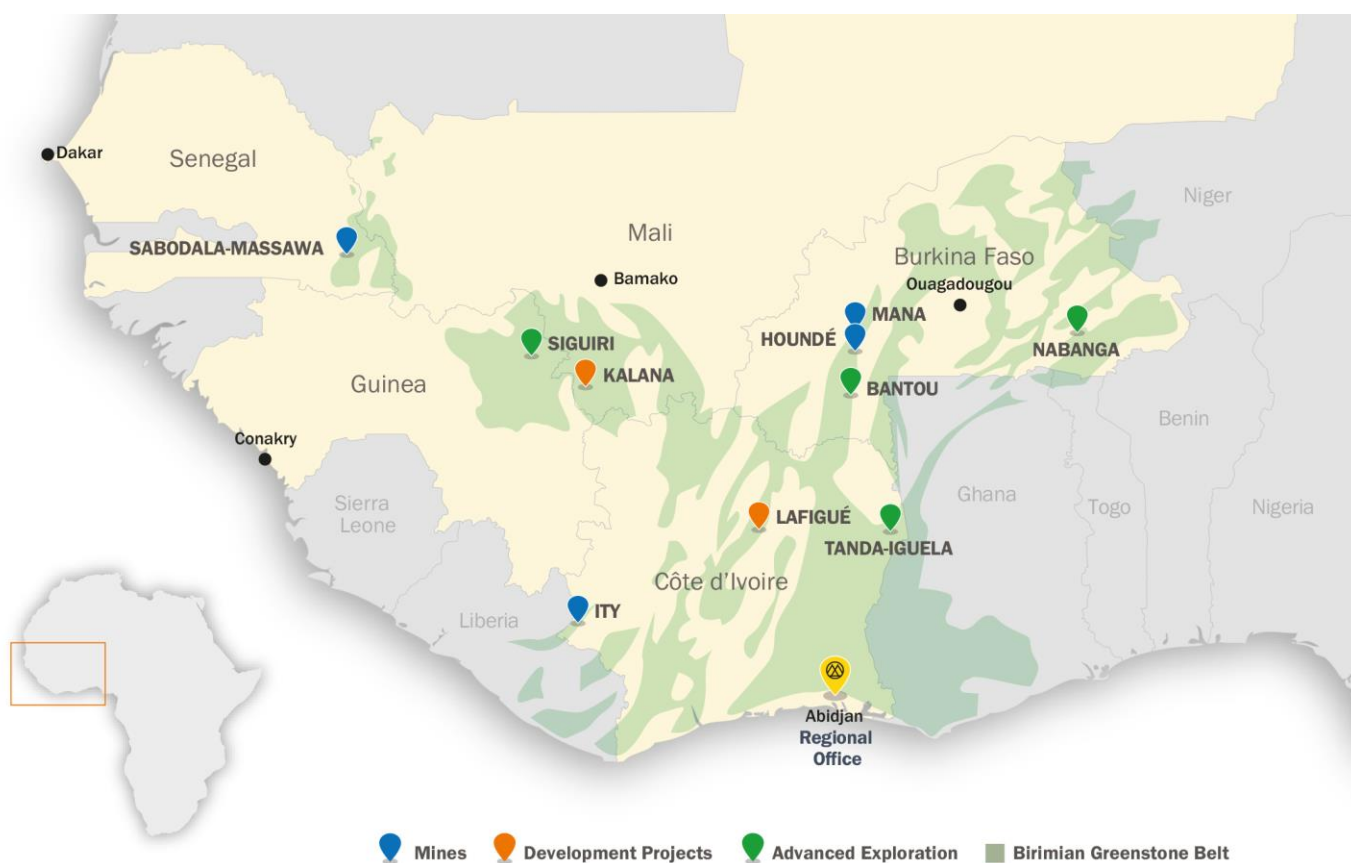 Dakar
Senegal
Niger
SABODALA-MASSAWA
Mali
Burkina Faso
Bamako
Ouagadougou
MANA
HOUNDÉ
SIGUIRI
NABANGA
KALANA
Guinea
BANTOU
Benin
Conakry
Sierra
Leone
Ghana
Togo
Nigeria
LAFIGUÉ
TANDA-IGUELA
Côte d'Ivoire
Liberia
ITY
Abidjan
Regional
Office
Mines
Development Projects
Advanced Exploration
Birimian Greenstone Belt